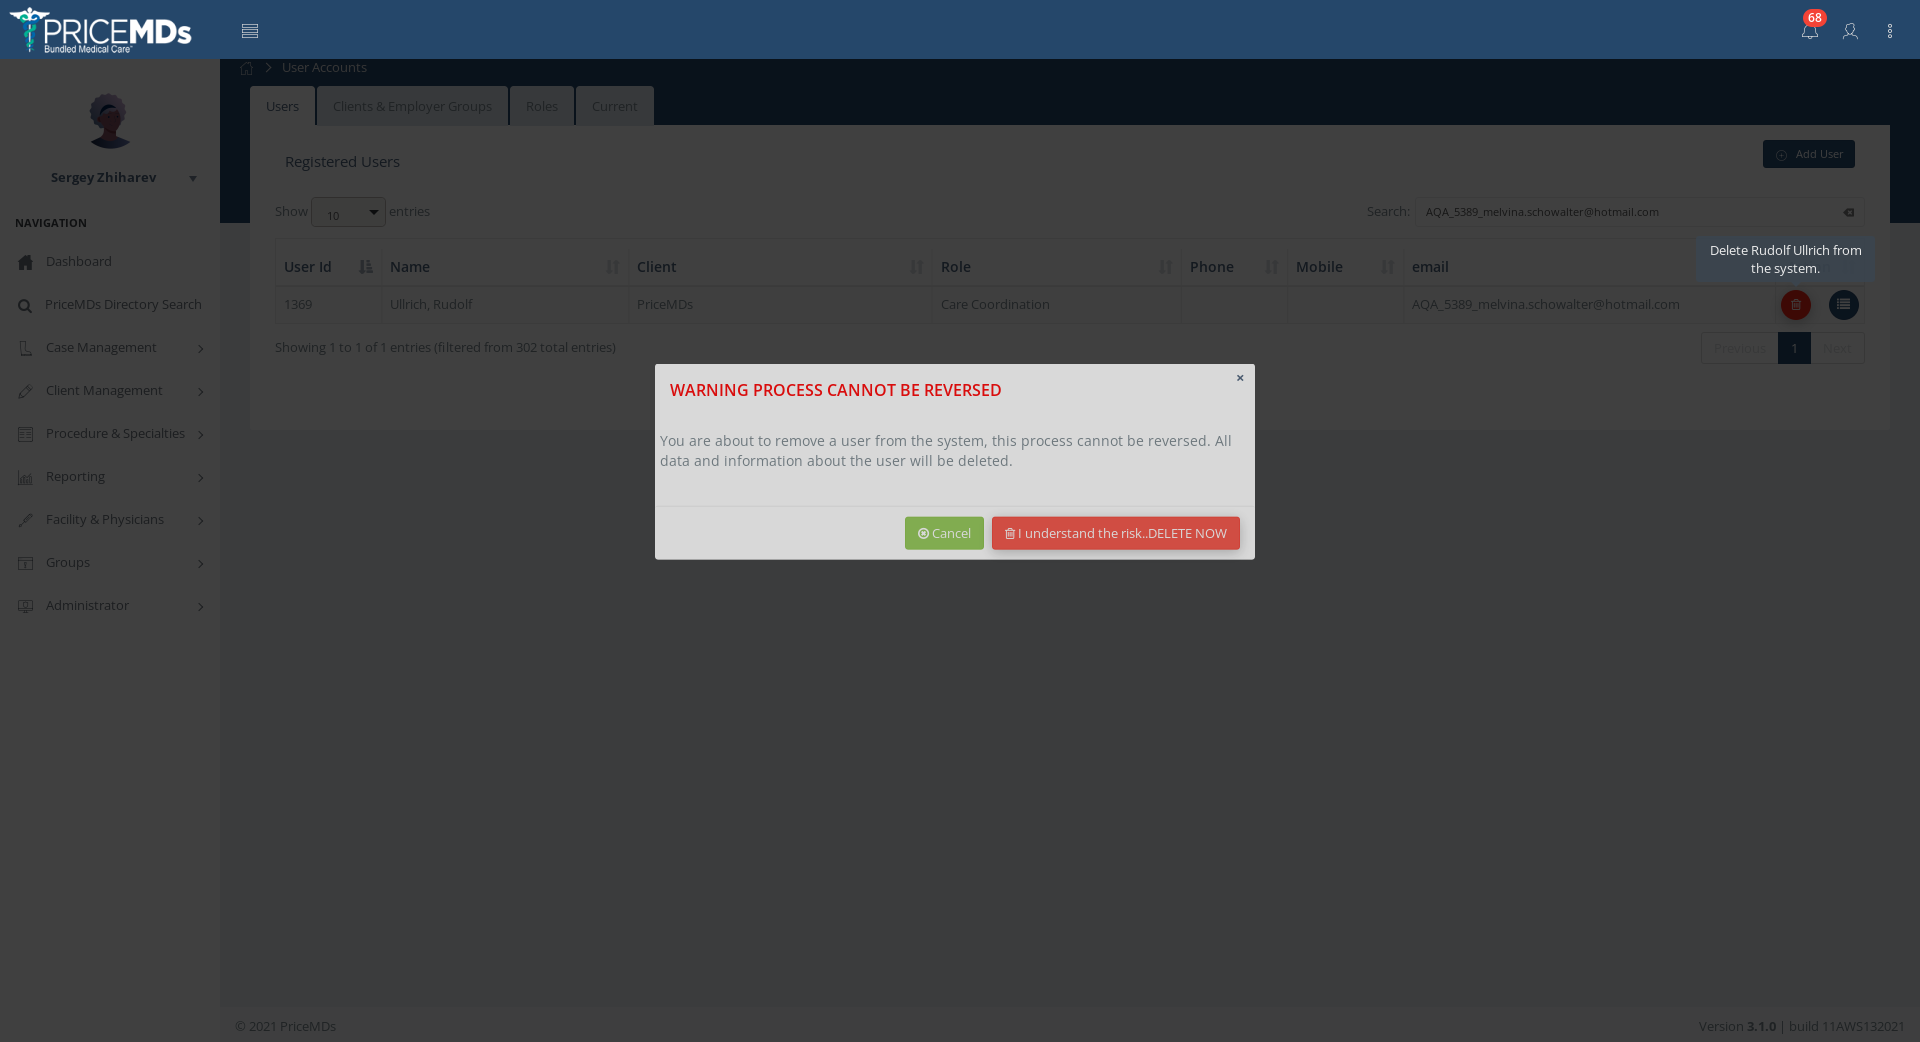 PRICEMDs
Bundled Medical Care
68
User Accounts
Users
Clients & Employer Groups
Roles
Current
Sergey Zhiharev
NAVIGATION
Dashboard
PriceMDs Directory Search
Case Management
Client Management
Procedure & Specialties
Reporting
Facility & Physicians
Groups
Administrator
Registered Users
Add User
Show 10 entries
Search: AQA_5389_melvina.schowalter@hotmail.com
Delete Rudolf Ullrich from
the system.
User Id Name Client Role Phone Mobile email
1369 Ullrich, Rudolf PriceMDs Care Coordination AQA_5389_melvina.schowalter@hotmail.com
Showing 1 to 1 of 1 entries (filtered from 302 total entries)
Previous 1 Next
×
WARNING PROCESS CANNOT BE REVERSED
You are about to remove a user from the system, this process cannot be reversed. All
data and information about the user will be deleted.
Cancel
I understand the risk..DELETE NOW
© 2021 PriceMDs
Version 3.1.0 | build 11AWS132021